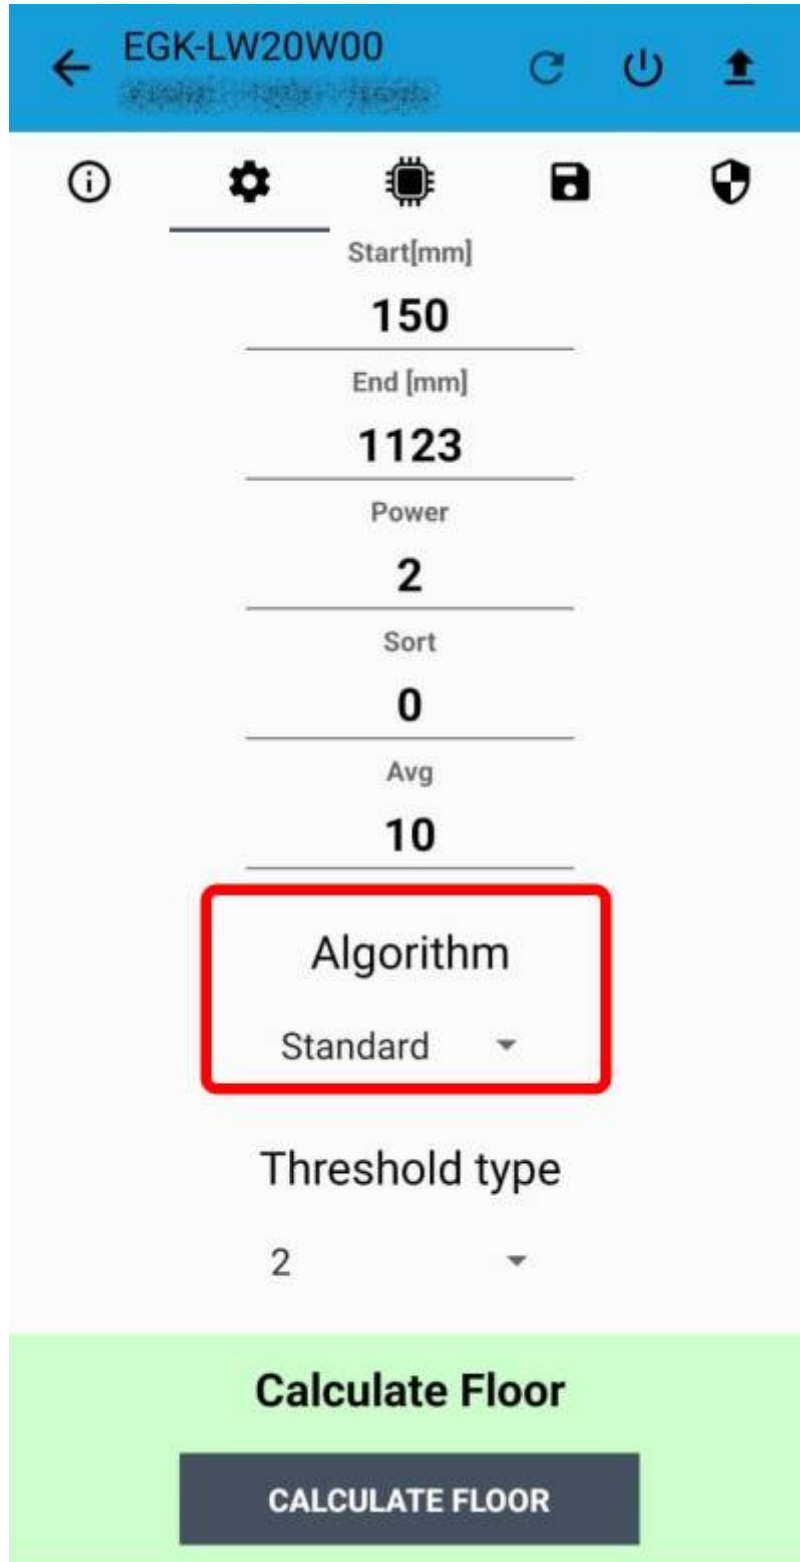 EGK-LW20W00
Start[mm]
150
End [mm]
1123
Power
2
Sort
0
Avg
10
Algorithm
Standard
Threshold type
2
Calculate Floor
CALCULATE FLOOR